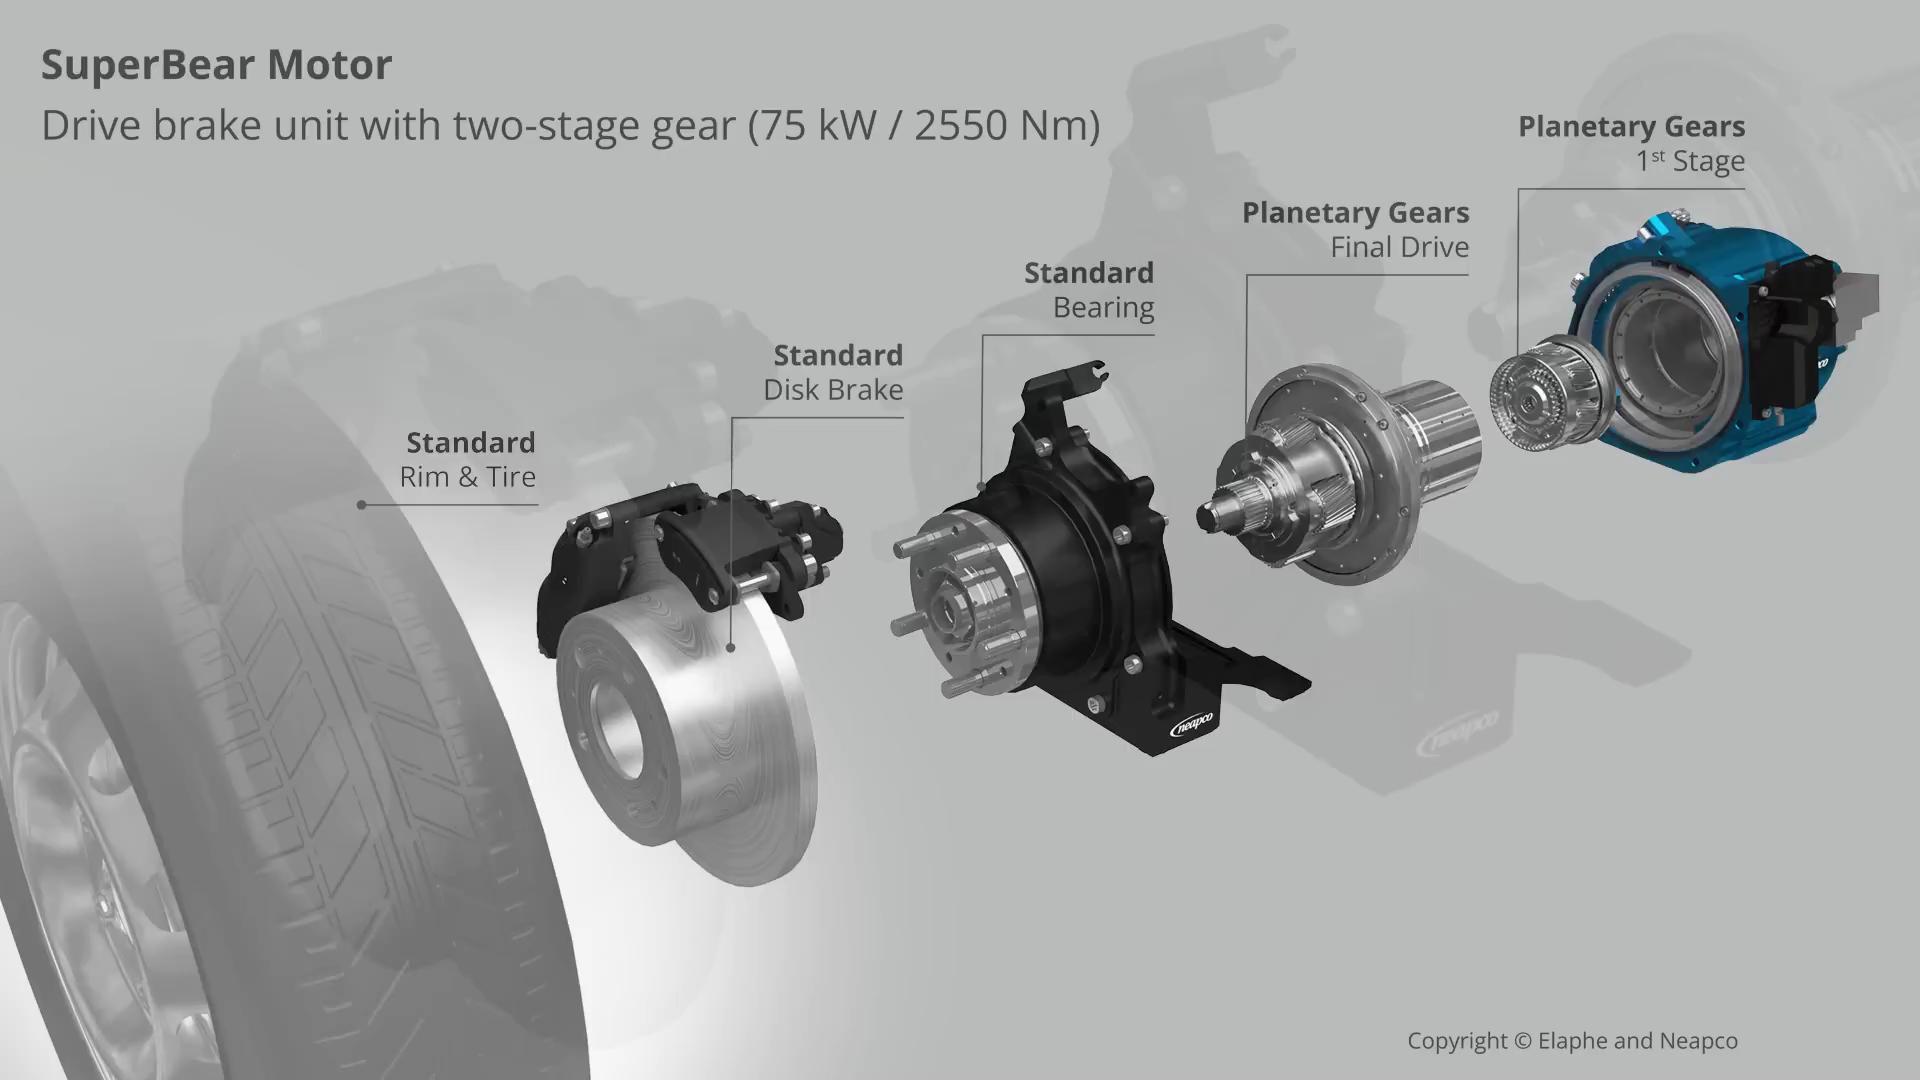 SuperBear Motor
Drive brake unit with two-stage gear (75 kW / 2550 Nm)
Planetary Gears
1st Stage
Planetary Gears
Final Drive
Standard
Bearing
Standard
Disk Brake
Standard
Rim & Tire
neapco
neapco
Copyright © Elaphe and Neapco